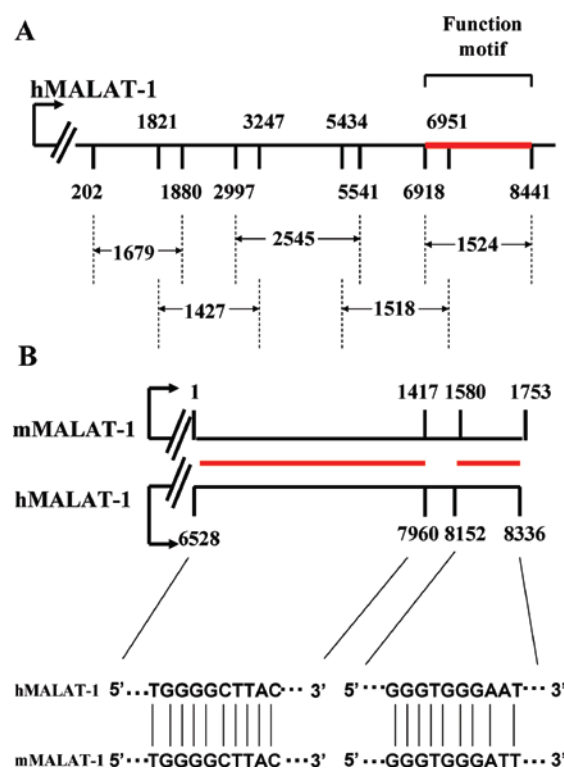 A
Function
motif
hMALAT-1
1821 3247 5434 6951
202 1880 2997 5541 6918 8441
1679 2545 1524
1427 1518
B
1 1417 1580 1753
mMALAT-1
hMALAT-1
6528 7960 8152 8336
hMALAT-1 5'···TGGGGCTTAC··· 3' 5'···GGGTGGGAAT···3'
mMALAT-1 5'···TGGGGCTTAC··· 3' 5'···GGGTGGGATT···3'